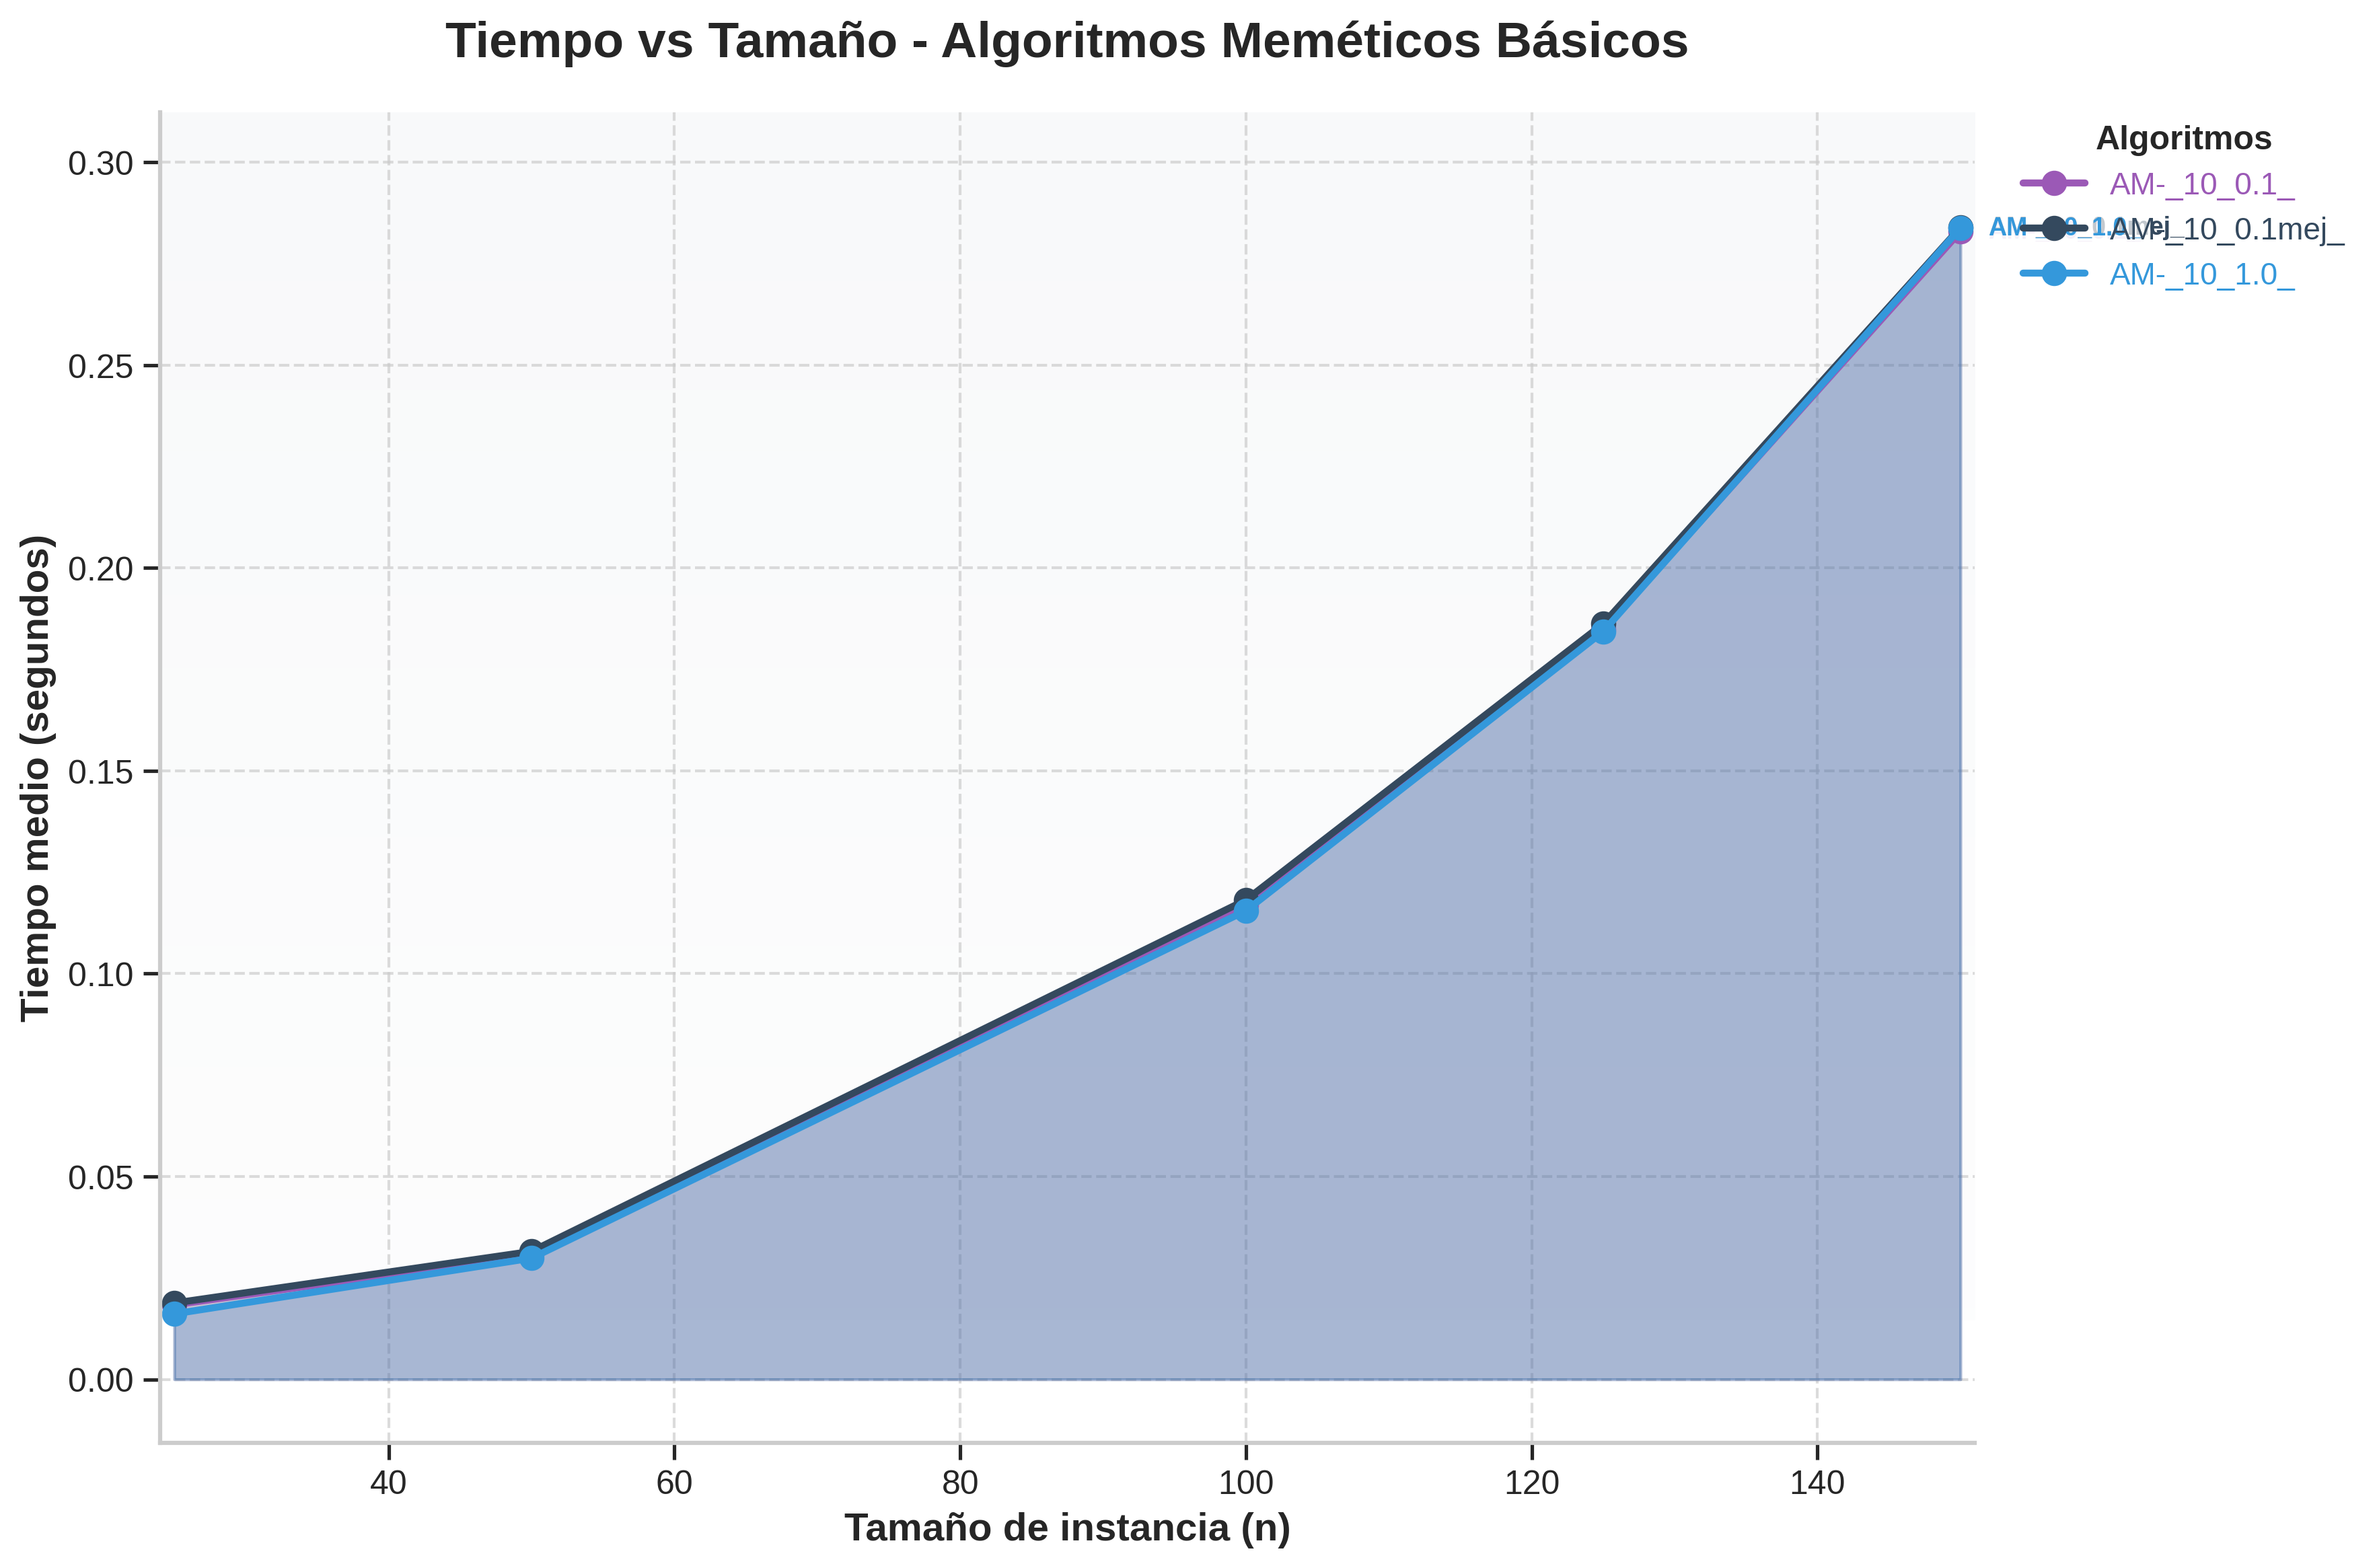 Tiempo vs Tamaño - Algoritmos Meméticos Básicos
Algoritmos
AM-_10_0.1_
AM-_10_0.1mej_
AM-_10_1.0_
0.30
0.25
0.20
0.15
0.10
0.05
0.00
Tiempo medio (segundos)
40 60 80 100 120 140
Tamaño de instancia (n)